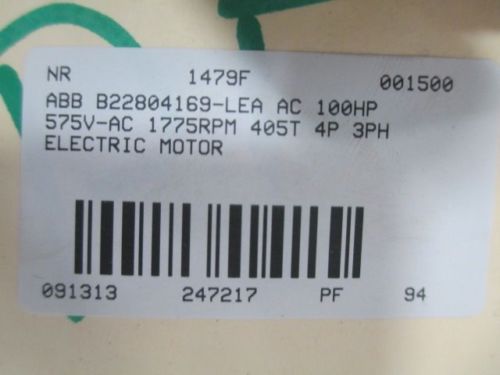 NR 1479F 001500
ABB B22804169-LEA AC 100HP
575V-AC 1775RPM 405T 4P 3PH
ELECTRIC MOTOR
091313 247217 PF 94